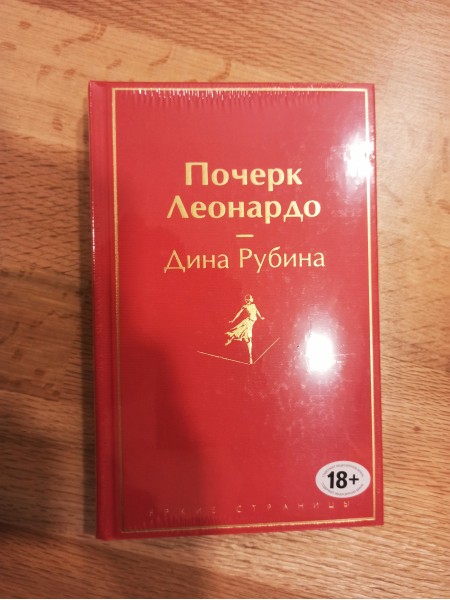 Почерк
Леонардо
Дина Рубина
18+
ЯРКИЕ СТРАНИЦЫ